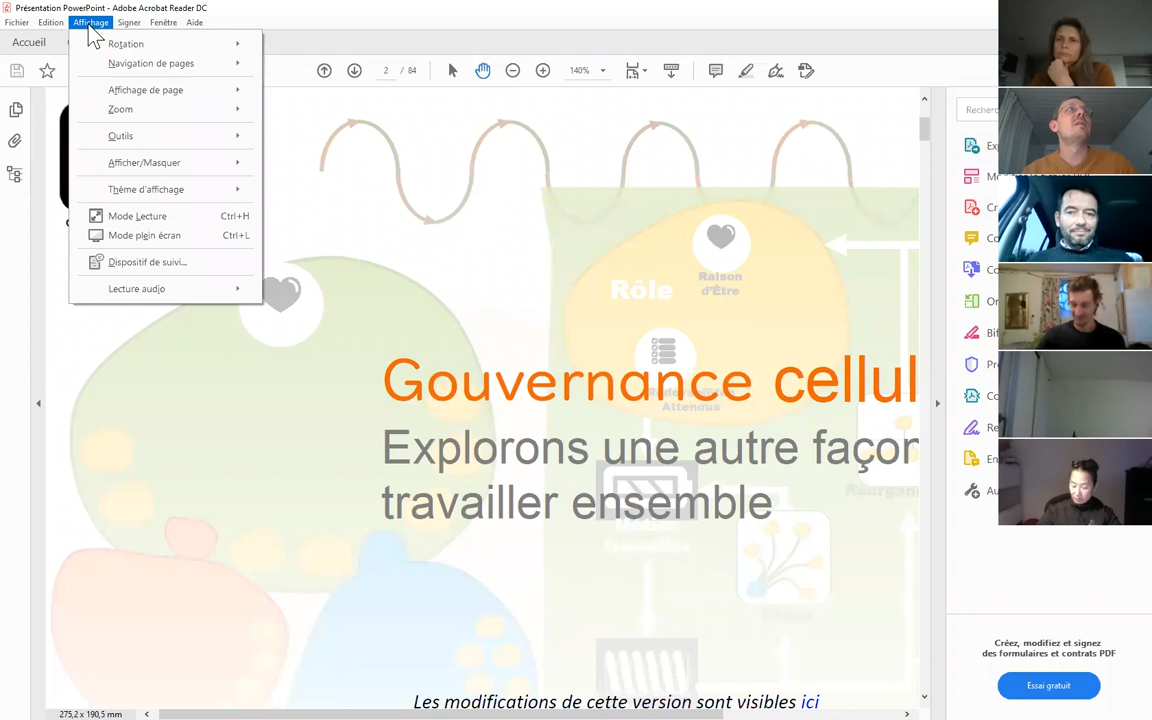 Présentation PowerPoint - Adobe Acrobat Reader DC
Fichier Edition Affichage Signer Fenêtre Aide
Accueil
2 / 84
140%
Rotation
Navigation de pages
Affichage de page
Zoom
Outils
Afficher/Masquer
Thème d'affichage
Mode Lecture Ctrl+H
Mode plein écran Ctrl+L
Dispositif de suivi...
Lecture audio
Raison
d'Être
Rôle
Attendus
Gouvernance cellul
Explorons une autre façon
travailler ensemble
Les modifications de cette version sont visibles ici
275,2 x 190,5 mm
Recherc
Créez, modifiez et signez
des formulaires et contrats PDF
Essai gratuit